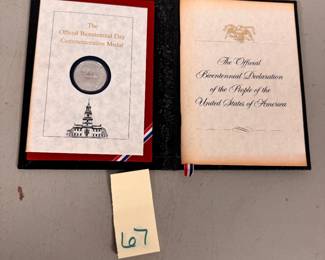 The
Official Bicentennial Day
Commemorative Medal
The Official
Bicentennial Declaration
of the People of the
United States of America
67